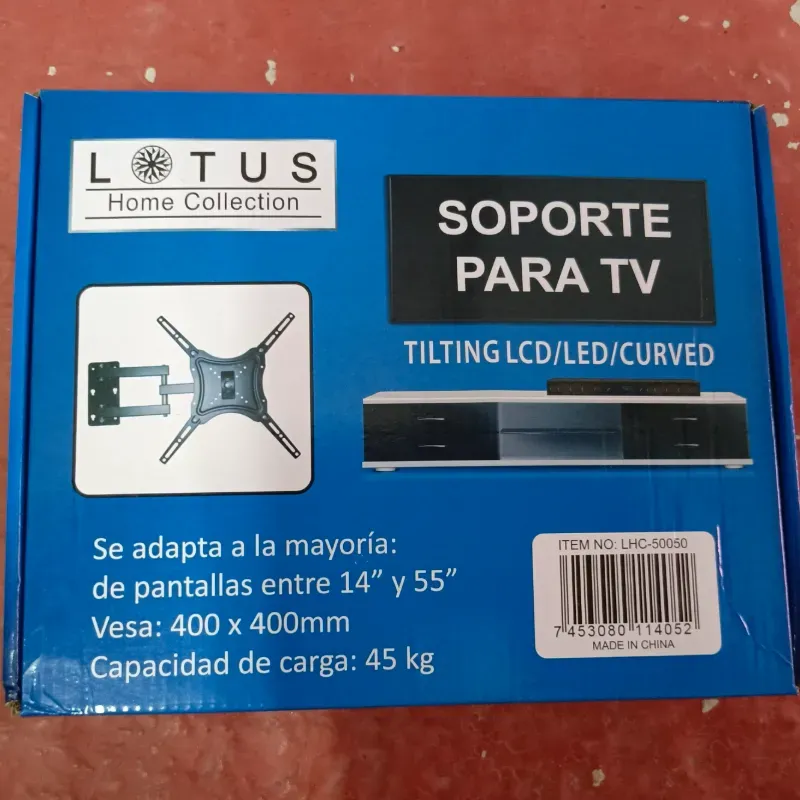 LOTUS
Home Collection
SOPORTE
PARA TV
TILTING LCD/LED/CURVED
Se adapta a la mayoría:
de pantallas entre 14” y 55”
Vesa: 400 x 400mm
Capacidad de carga: 45 kg
ITEM NO: LHC-50050
7 453080 114052
MADE IN CHINA